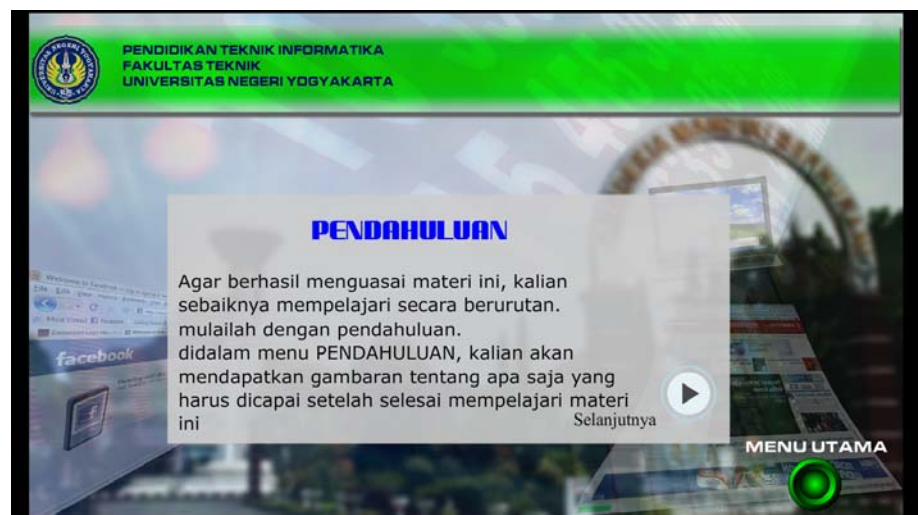 PENDIDIKAN TEKNIK INFORMATIKA
FAKULTAS TEKNIK
UNIVERSITAS NEGERI YOGYAKARTA
PENDAHULUAN
Agar berhasil menguasai materi ini, kalian
sebaiknya mempelajari secara berurutan.
mulailah dengan pendahuluan.
didalam menu PENDAHULUAN, kalian akan
mendapatkan gambaran tentang apa saja yang
harus dicapai setelah selesai mempelajari materi
ini
Selanjutnya
facebook
MENU UTAMA